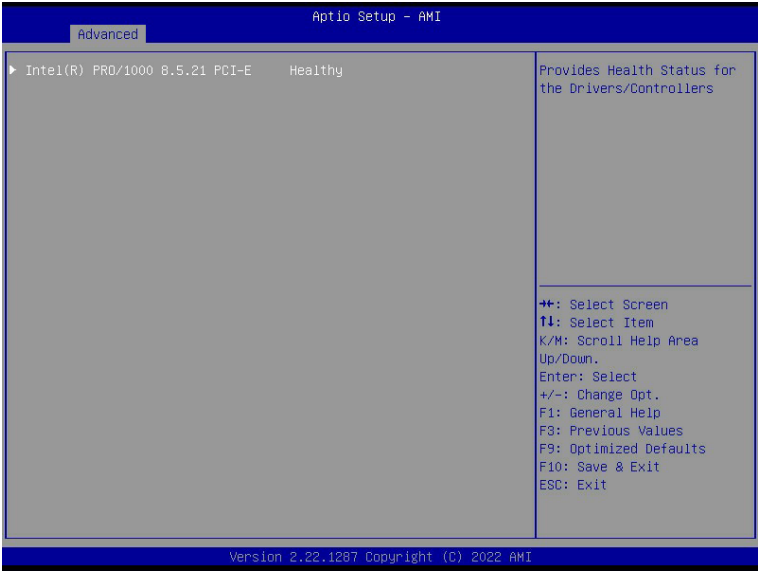 Aptio Setup – AMI
Advanced
▶ Intel(R) PRO/1000 8.5.21 PCI-E Healthy
Provides Health Status for
the Drivers/Controllers
→←: Select Screen
↑↓: Select Item
K/M: Scroll Help Area
Up/Down.
Enter: Select
+/-: Change Opt.
F1: General Help
F3: Previous Values
F9: Optimized Defaults
F10: Save & Exit
ESC: Exit
Version 2.22.1287 Copyright (C) 2022 AMI